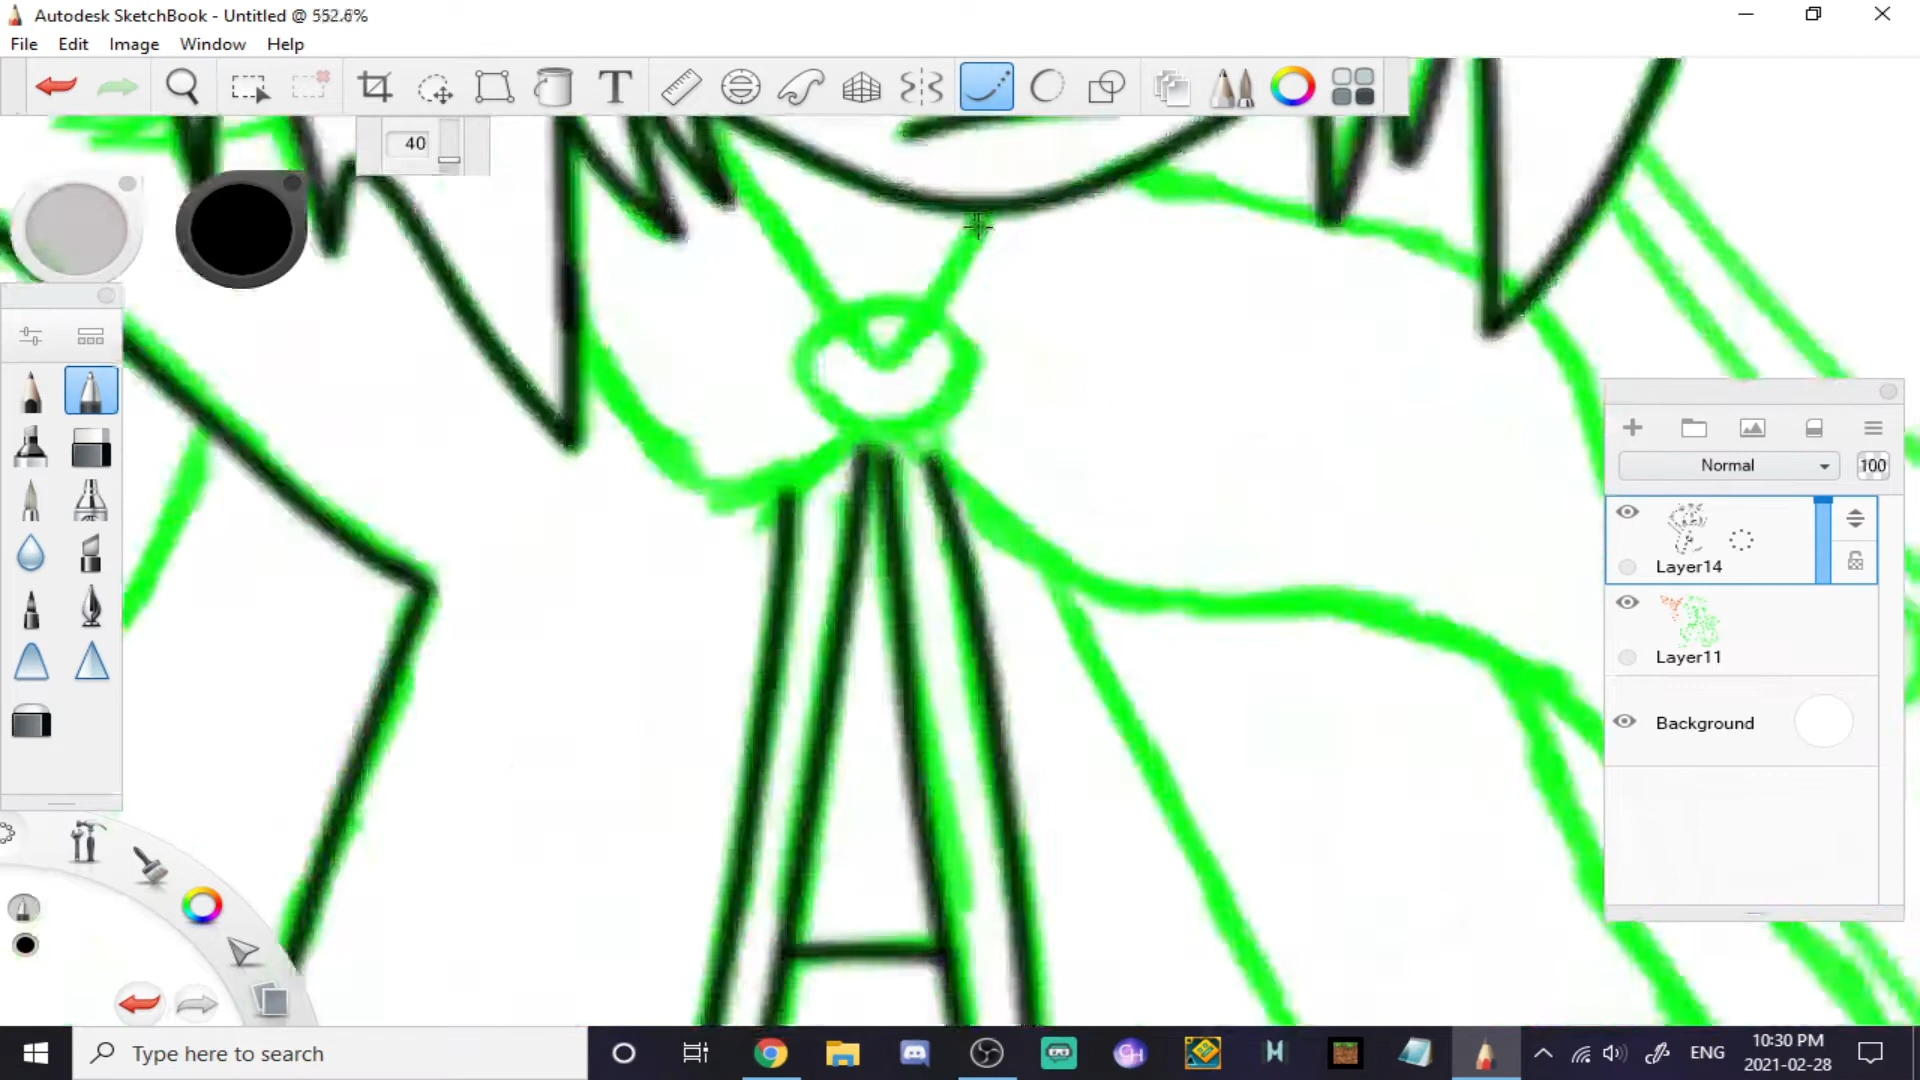 Autodesk SketchBook - Untitled @ 552.6%
File Edit Image Window Help
T
40
Normal
100
Layer14
Layer11
Background
Type here to search
CH
ENG
10:30 PM
2021-02-28